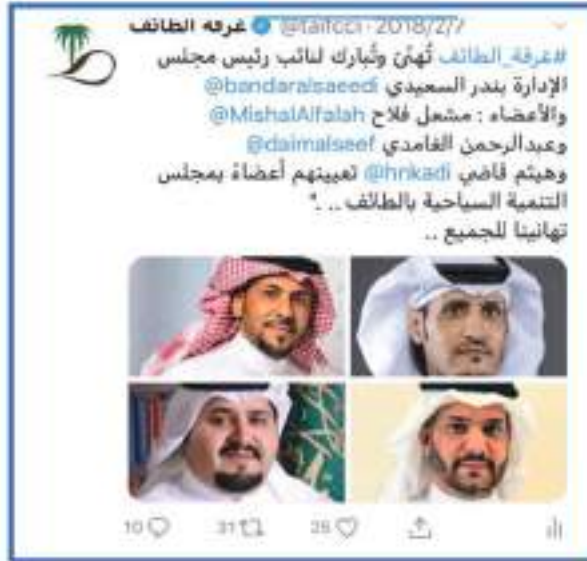 غرفة الطائف @taifcci · 2018/2/7
#غرفة_الطائف تُهنّئ وتُبارك لنائب رئيس مجلس
الإدارة بندر السعيدي @bandaralsaeedi
والأعضاء : مشعل فلاح @MishalAlfalah
وعبدالرحمن الغامدي @daimalseef
وهيثم قاضي @hnkadi تعيينهم أعضاءً بمجلس
التنمية السياحية بالطائف .. ."
تهانينا للجميع ..
10 31 25